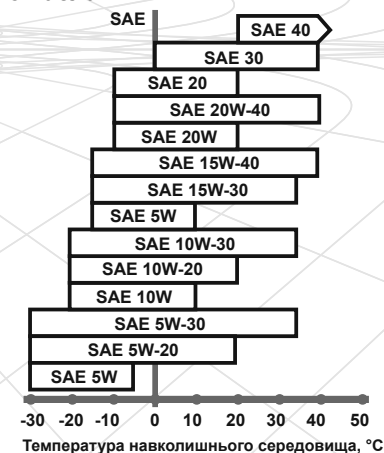 SAE
SAE 40
SAE 30
SAE 20
SAE 20W-40
SAE 20W
SAE 15W-40
SAE 15W-30
SAE 5W
SAE 10W-30
SAE 10W-20
SAE 10W
SAE 5W-30
SAE 5W-20
SAE 5W
-30 -20 -10 0 10 20 30 40 50
Температура навколишнього середовища, °С